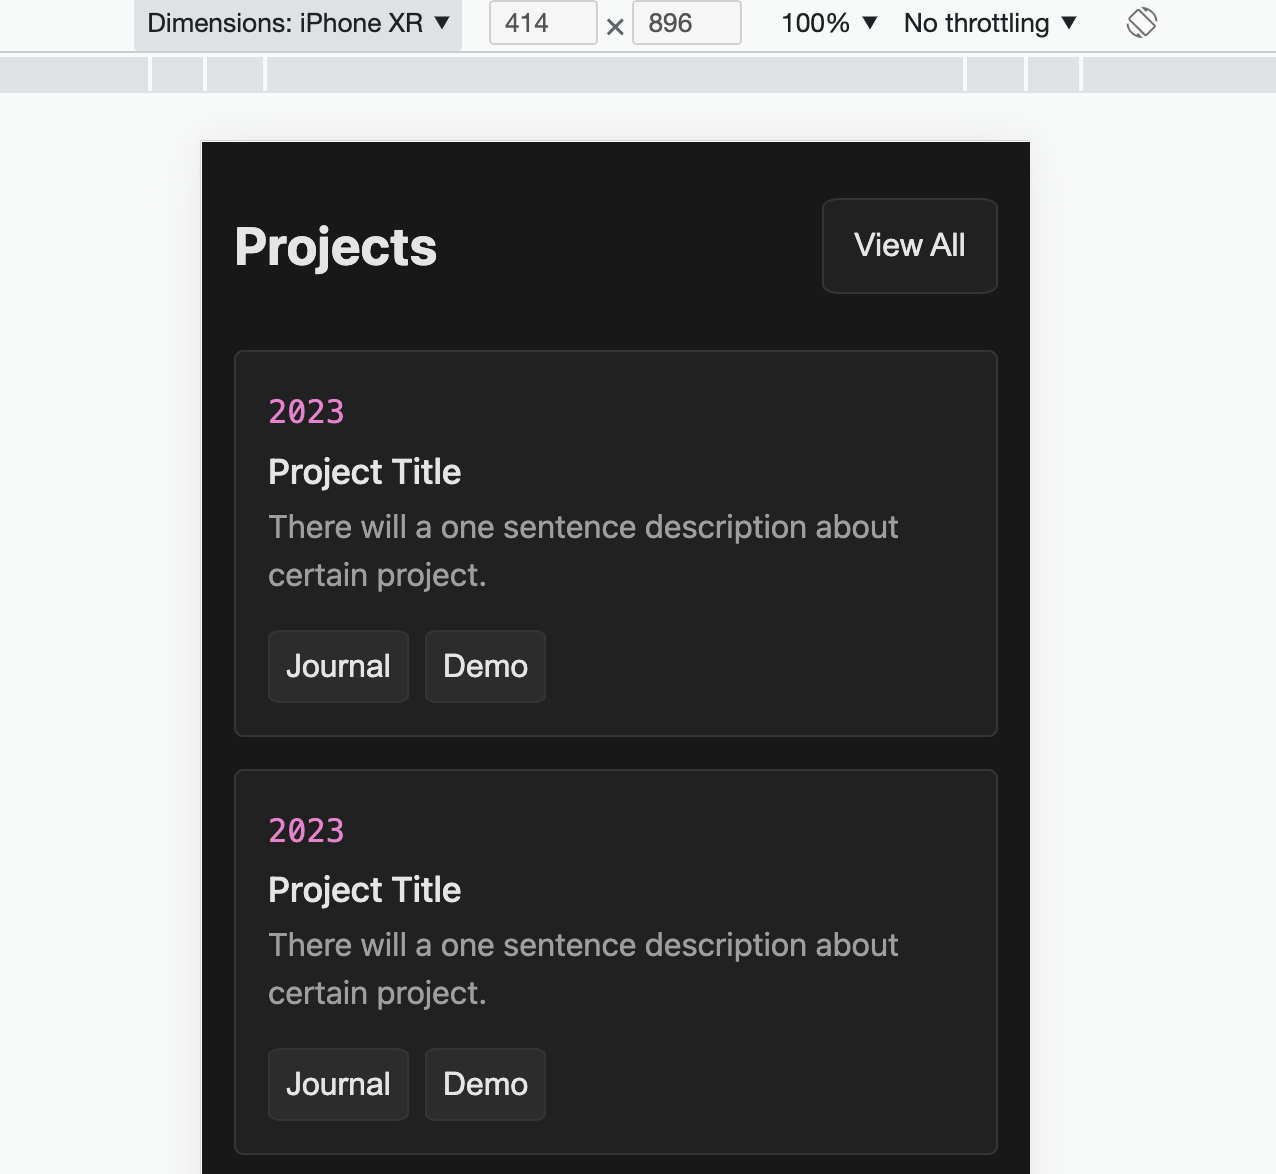 Dimensions: iPhone XR ▼ 414 × 896 100% ▼ No throttling ▼
Projects
View All
2023
Project Title
There will a one sentence description about
certain project.
Journal Demo
2023
Project Title
There will a one sentence description about
certain project.
Journal Demo